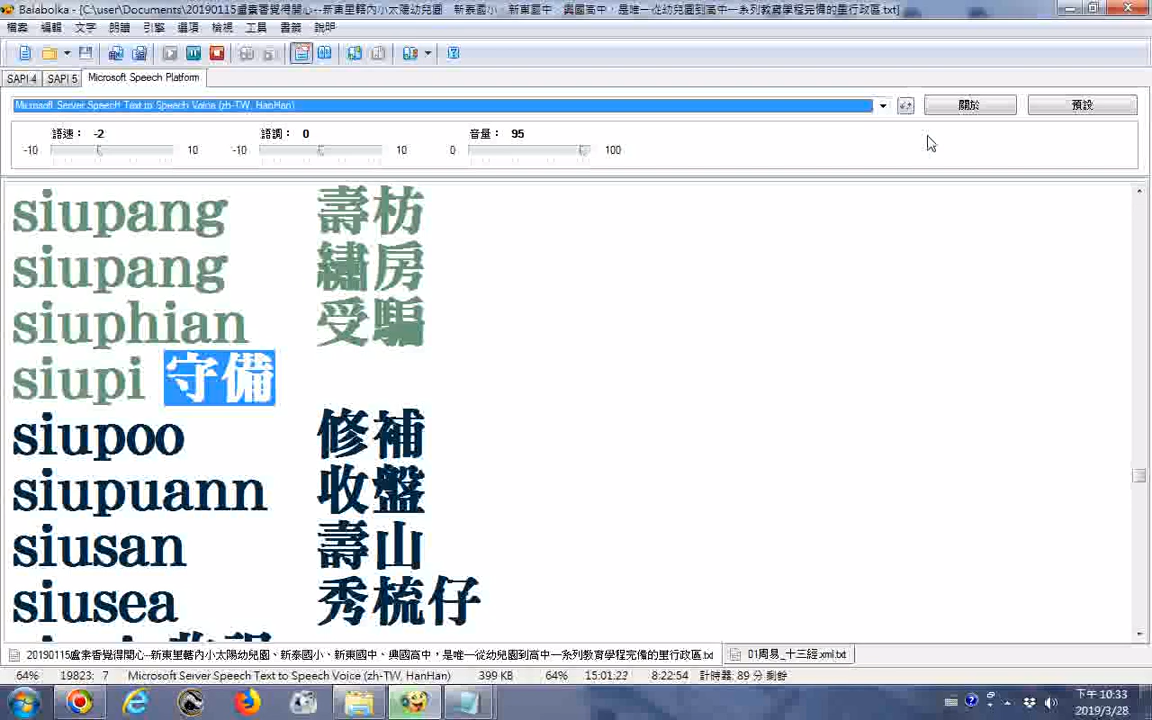 Balabolka - [C:\user\Documents\20190115盧素香覺得開心--新東里轄內小太陽幼兒園、新泰國小、新東國中、興國高中，是唯一從幼兒園到高中一系列教育學程完備的里行政區.txt]
檔案 編輯 文字 朗讀 引擎 選項 檢視 工具 書籤 說明
SAPI 4 SAPI 5 Microsoft Speech Platform
Microsoft Server Speech Text to Speech Voice (zh-TW, HanHan) 關於 預設
語速： -2 語調： 0 音量： 95
-10 10 -10 10 0 100
siupang 壽枋
siupang 繡房
siuphian 受騙
siupi 守備
siupoo 修補
siupuann 收盤
siusan 壽山
siusea 秀梳仔
20190115盧素香覺得開心--新東里轄內小太陽幼兒園、新泰國小、新東國中、興國高中，是唯一從幼兒園到高中一系列教育學程完備的里行政區.txt 01周易_十三經.xml.txt
64% 19823: 7 Microsoft Server Speech Text to Speech Voice (zh-TW, HanHan) 399 KB 64% 15:01:23 8:22:54 計時器: 89 分 剩餘
下午 10:33
2019/3/28